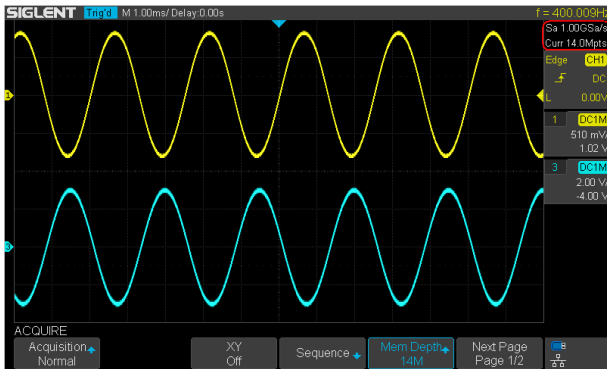 SIGLENT Trig'd M 1.00ms/ Delay:0.00s f = 400.009Hz
Sa 1.00GSa/s
Curr 14.0Mpts
Edge CH1
DC
L 0.00V
1 DC1M
510 mV/
1.02 V
3 DC1M
2.00 V/
-4.00 V
1
3
ACQUIRE
Acquisition Normal
XY Off
Sequence
Mem Depth 14M
Next Page Page 1/2